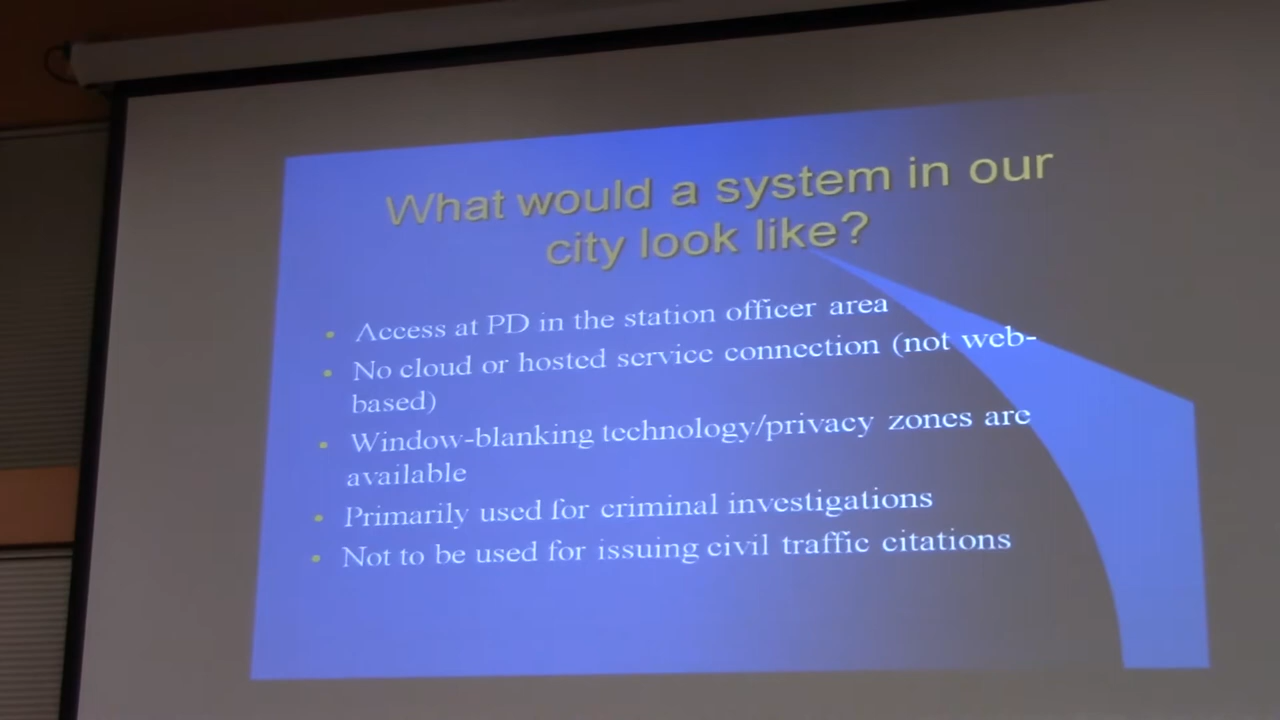 What would a system in our
city look like?
• Access at PD in the station officer area
• No cloud or hosted service connection (not web-
based)
• Window-blanking technology/privacy zones are
available
• Primarily used for criminal investigations
• Not to be used for issuing civil traffic citations